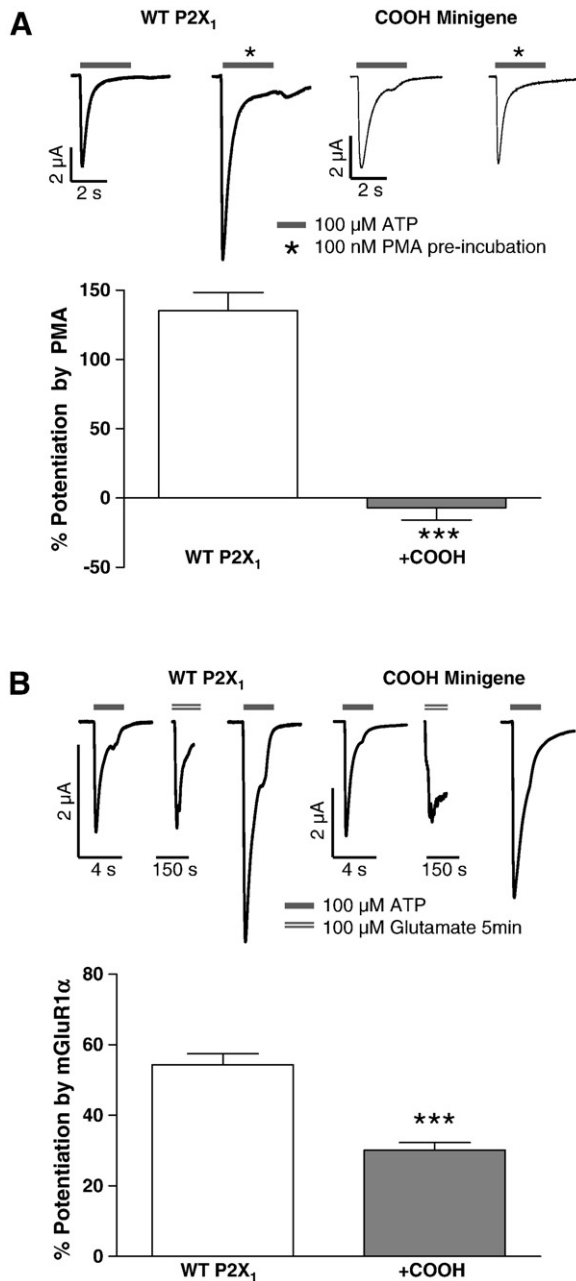 A
WT P2X₁ COOH Minigene
* *
2 µA 2 µA
2 s 2 s
100 µM ATP
* 100 nM PMA pre-incubation
% Potentiation by PMA
150
100
50
0
-50
***
WT P2X₁ +COOH
B
WT P2X₁ COOH Minigene
2 µA 2 µA
4 s 150 s 4 s 150 s
100 µM ATP
100 µM Glutamate 5min
% Potentiation by mGluR1α
80
60
40
20
0
***
WT P2X₁ +COOH